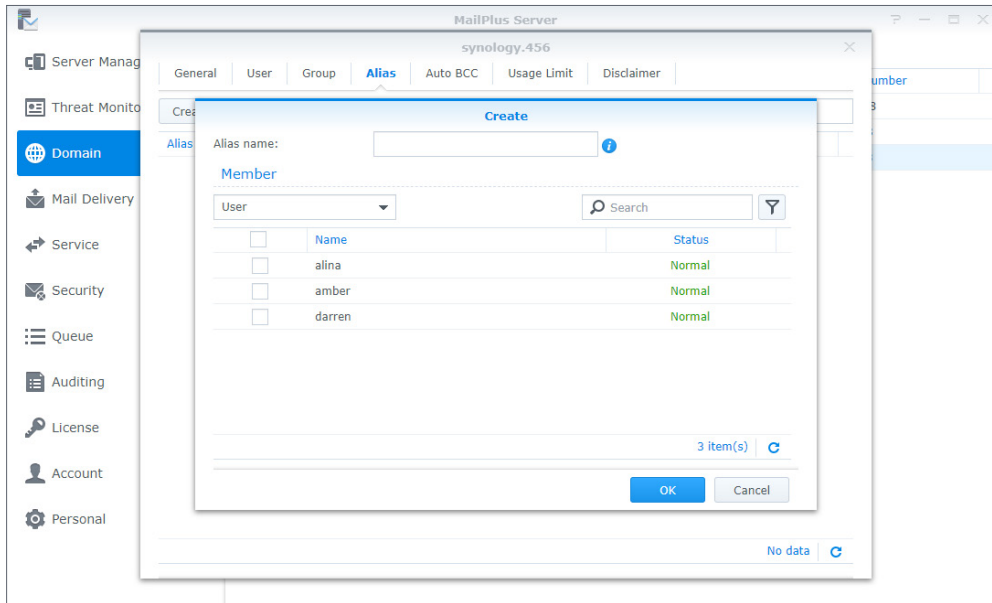 MailPlus Server
synology.456
Server Manag
Threat Monito
Domain
Mail Delivery
Service
Security
Queue
Auditing
License
Account
Personal
General User Group Alias Auto BCC Usage Limit Disclaimer
Crea
Alias
umber
Create
Alias name:
Member
User Search
Name Status
alina Normal
amber Normal
darren Normal
3 item(s)
OK Cancel
No data